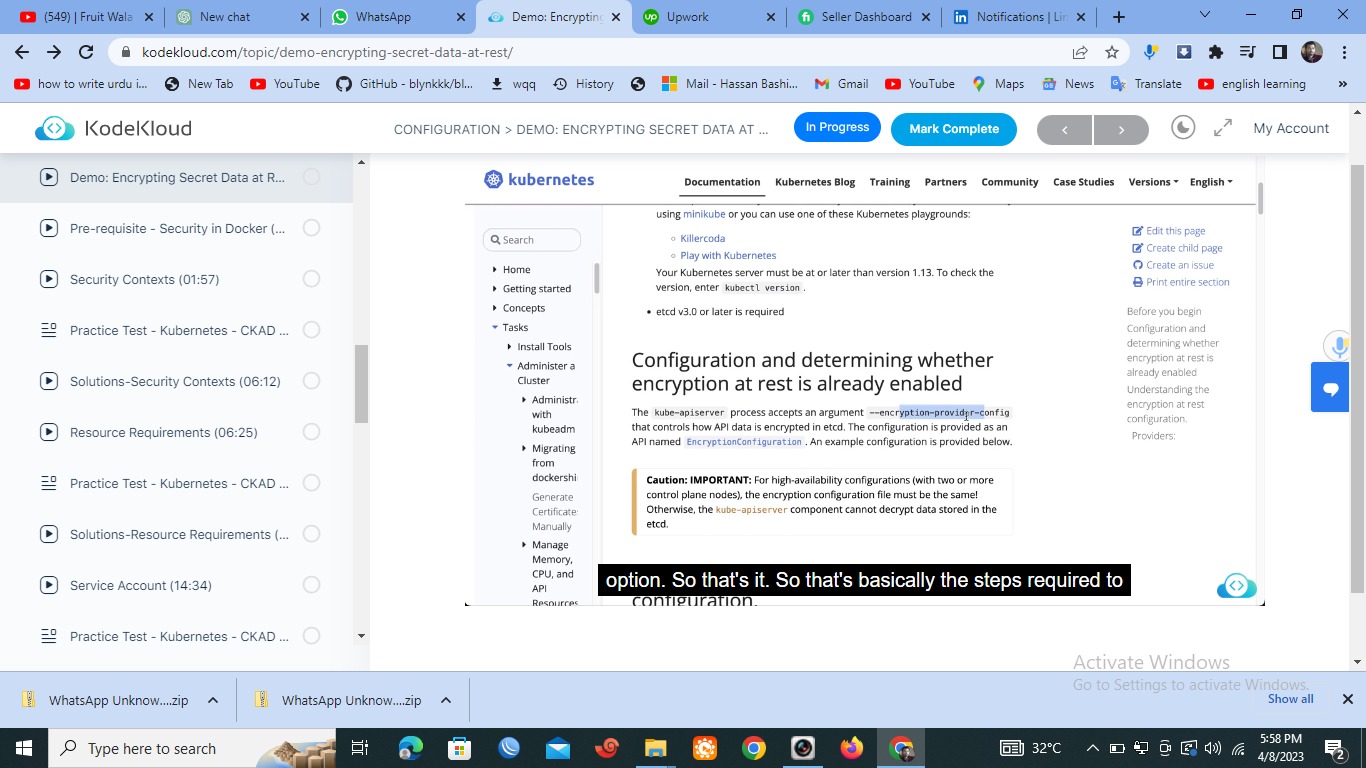 (549) Fruit Wala
New chat
WhatsApp
Demo: Encrypting
Upwork
Seller Dashboard
Notifications | Lin
kodekloud.com/topic/demo-encrypting-secret-data-at-rest/
how to write urdu i...
New Tab
YouTube
GitHub - blynkkk/bl...
wqq
History
Mail - Hassan Bashi...
Gmail
YouTube
Maps
News
Translate
english learning
»
KodeKloud
CONFIGURATION > DEMO: ENCRYPTING SECRET DATA AT ...
In Progress
Mark Complete
My Account
Demo: Encrypting Secret Data at R...
Pre-requisite - Security in Docker (...
Security Contexts (01:57)
Practice Test - Kubernetes - CKAD ...
Solutions-Security Contexts (06:12)
Resource Requirements (06:25)
Practice Test - Kubernetes - CKAD ...
Solutions-Resource Requirements (...
Service Account (14:34)
Practice Test - Kubernetes - CKAD ...
kubernetes
Documentation
Kubernetes Blog
Training
Partners
Community
Case Studies
Versions
English
Search
Home
Getting started
Concepts
Tasks
Install Tools
Administer a
Cluster
Administra
with
kubeadm
Migrating
from
dockershi
Generate
Certificate
Manually
Manage
Memory,
CPU, and
API
Resources
using minikube or you can use one of these Kubernetes playgrounds:
Killercoda
Play with Kubernetes
Your Kubernetes server must be at or later than version 1.13. To check the
version, enter kubectl version.
etcd v3.0 or later is required
Configuration and determining whether
encryption at rest is already enabled
The kube-apiserver process accepts an argument --encryption-provider-config
that controls how API data is encrypted in etcd. The configuration is provided as an
API named EncryptionConfiguration. An example configuration is provided below.
Caution: IMPORTANT: For high-availability configurations (with two or more
control plane nodes), the encryption configuration file must be the same!
Otherwise, the kube-apiserver component cannot decrypt data stored in the
etcd.
option. So that's it. So that's basically the steps required to
configuration.
Edit this page
Create child page
Create an issue
Print entire section
Before you begin
Configuration and
determining whether
encryption at rest is
already enabled
Understanding the
encryption at rest
configuration.
Providers:
Activate Windows
Go to Settings to activate Windows.
WhatsApp Unknow....zip
WhatsApp Unknow....zip
Show all
Type here to search
32°C
5:58 PM
4/8/2023
2